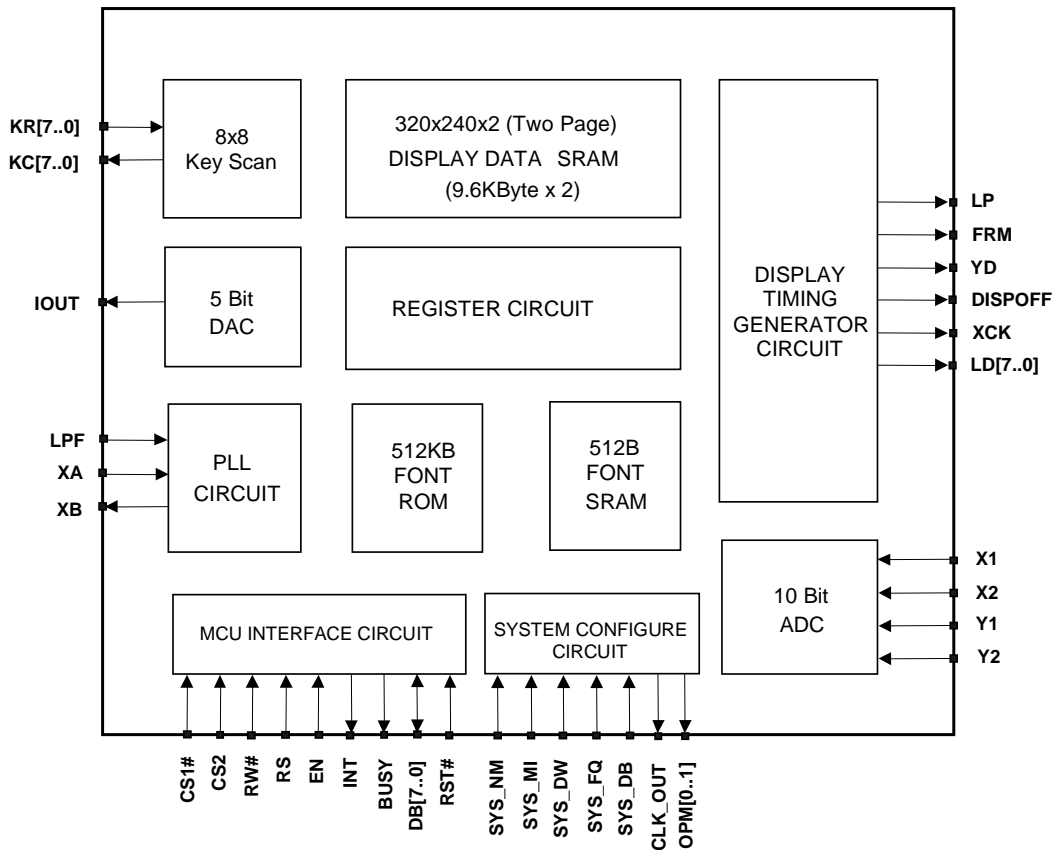 KR[7..0]
KC[7..0]
8x8
Key Scan
320x240x2 (Two Page)
DISPLAY DATA SRAM
(9.6KByte x 2)
DISPLAY
TIMING
GENERATOR
CIRCUIT
LP
FRM
YD
DISPOFF
XCK
LD[7..0]
IOUT
5 Bit
DAC
REGISTER CIRCUIT
LPF
XA
XB
PLL
CIRCUIT
512KB
FONT
ROM
512B
FONT
SRAM
10 Bit
ADC
X1
X2
Y1
Y2
MCU INTERFACE CIRCUIT
SYSTEM CONFIGURE
CIRCUIT
CS1#
CS2
RW#
RS
EN
INT
BUSY
DB[7..0]
RST#
SYS_NM
SYS_MI
SYS_DW
SYS_FQ
SYS_DB
CLK_OUT
OPM[0..1]